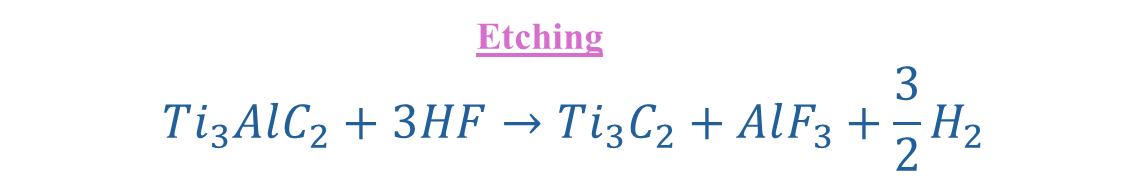 Etching
Ti₃AlC₂ + 3HF → Ti₃C₂ + AlF₃ + 3/2 H₂